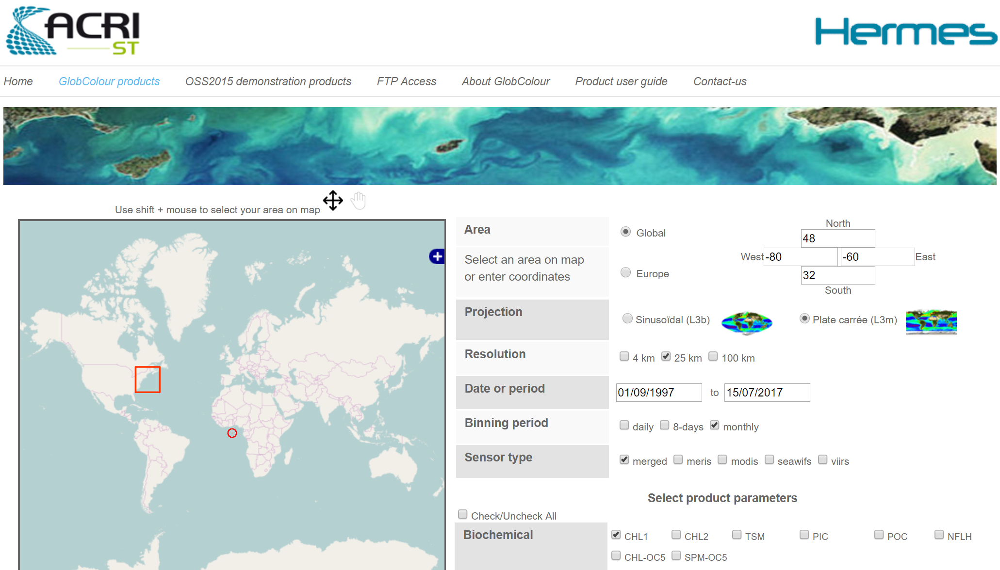 ACRI
ST
Hermes
Home GlobColour products OSS2015 demonstration products FTP Access About GlobColour Product user guide Contact-us
Use shift + mouse to select your area on map
Area
Select an area on map
or enter coordinates
Global
Europe
North
48
West -80 -60 East
32
South
Projection
Sinusoïdal (L3b) Plate carrée (L3m)
Resolution
4 km 25 km 100 km
Date or period
01/09/1997 to 15/07/2017
Binning period
daily 8-days monthly
Sensor type
merged meris modis seawifs viirs
Select product parameters
Check/Uncheck All
Biochemical
CHL1 CHL2 TSM PIC POC NFLH
CHL-OC5 SPM-OC5